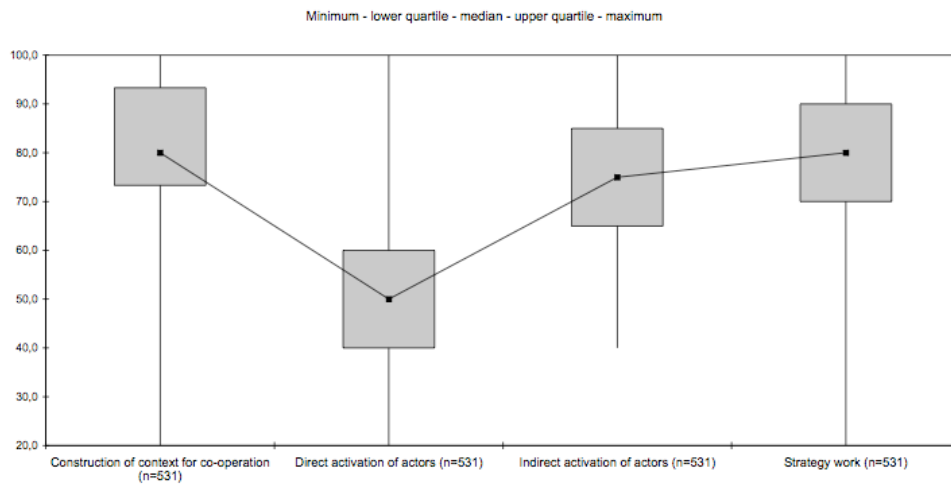 Minimum - lower quartile - median - upper quartile - maximum
100,0
90,0
80,0
70,0
60,0
50,0
40,0
30,0
20,0
Construction of context for co-operation
(n=531)
Direct activation of actors (n=531)
Indirect activation of actors (n=531)
Strategy work (n=531)